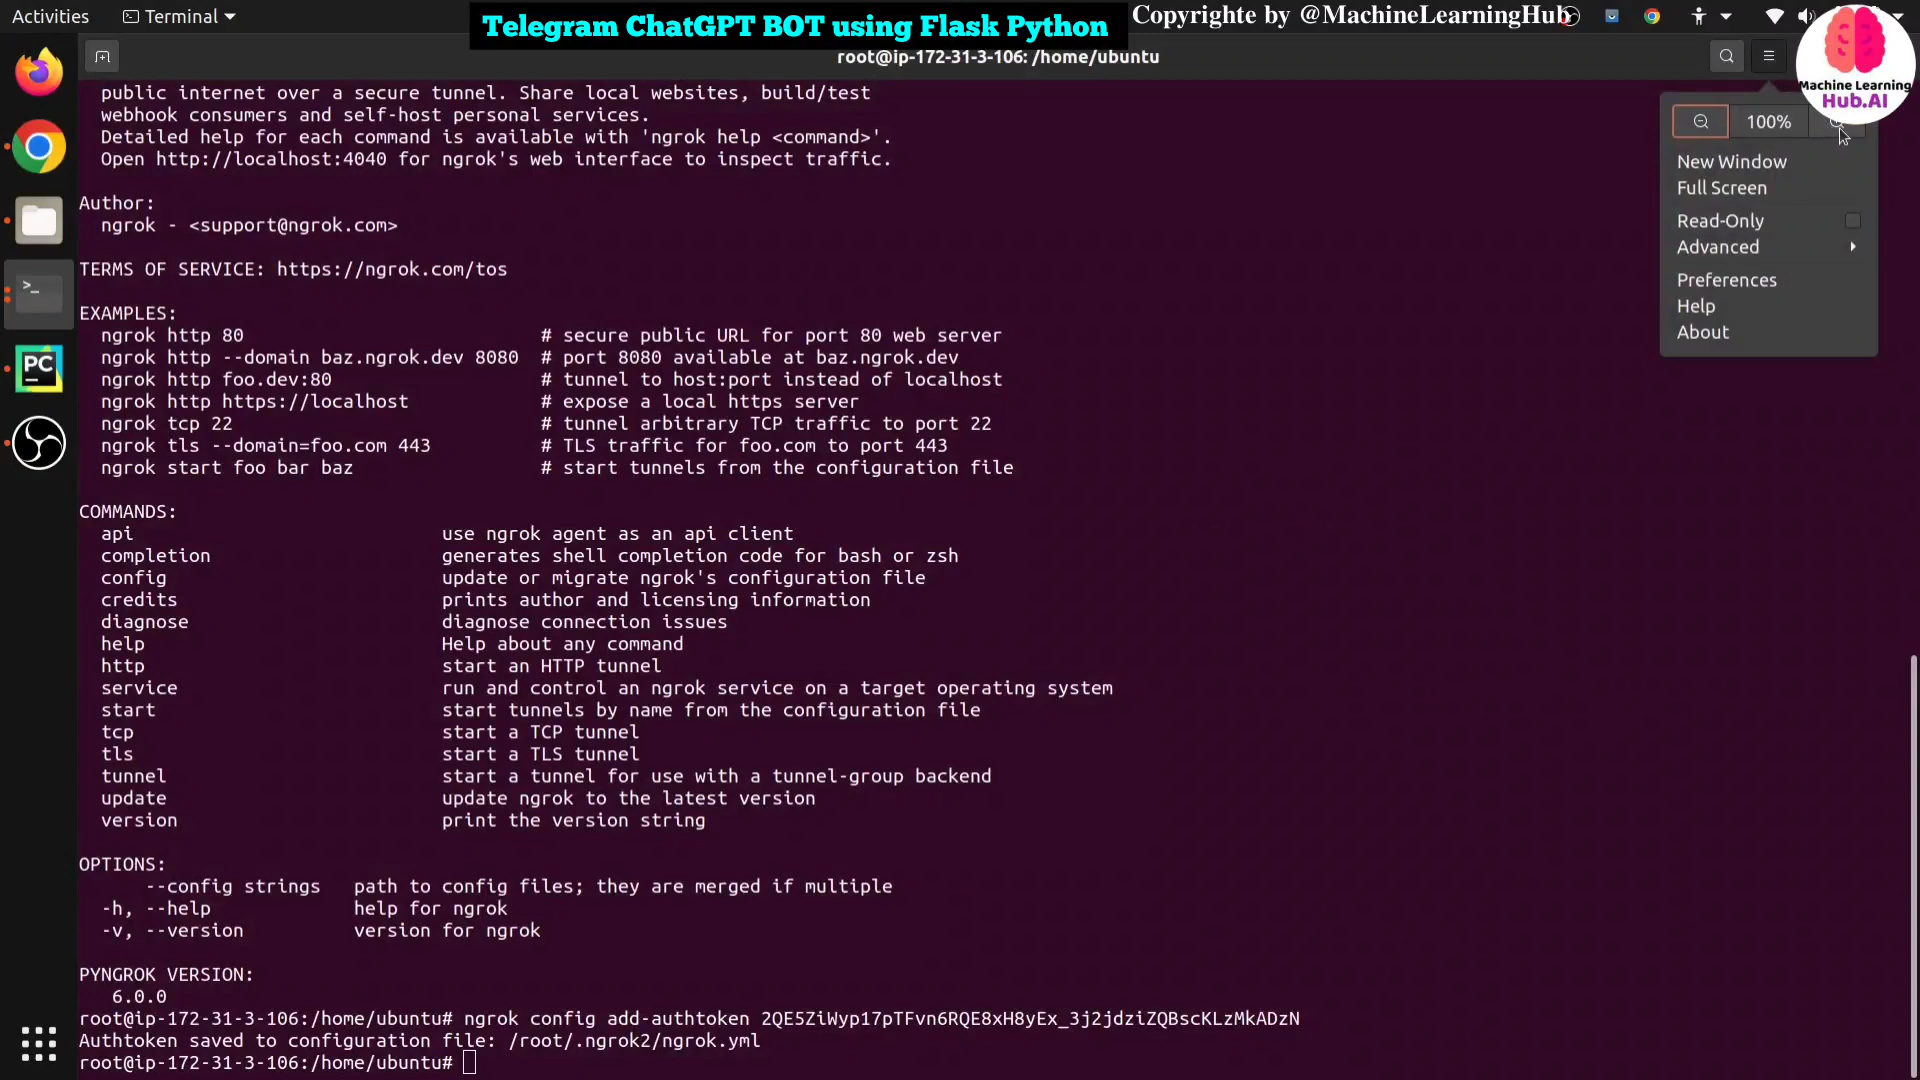 Activities
Terminal
Telegram ChatGPT BOT using Flask Python
Copyrighte by @MachineLearningHub
root@ip-172-31-3-106: /home/ubuntu
Machine Learning
Hub.AI
100%
New Window
Full Screen
Read-Only
Advanced
Preferences
Help
About
public internet over a secure tunnel. Share local websites, build/test
webhook consumers and self-host personal services.
Detailed help for each command is available with 'ngrok help <command>'.
Open http://localhost:4040 for ngrok's web interface to inspect traffic.
Author:
ngrok - <support@ngrok.com>
TERMS OF SERVICE: https://ngrok.com/tos
EXAMPLES:
ngrok http 80 # secure public URL for port 80 web server
ngrok http --domain baz.ngrok.dev 8080 # port 8080 available at baz.ngrok.dev
ngrok http foo.dev:80 # tunnel to host:port instead of localhost
ngrok http https://localhost # expose a local https server
ngrok tcp 22 # tunnel arbitrary TCP traffic to port 22
ngrok tls --domain=foo.com 443 # TLS traffic for foo.com to port 443
ngrok start foo bar baz # start tunnels from the configuration file
COMMANDS:
api use ngrok agent as an api client
completion generates shell completion code for bash or zsh
config update or migrate ngrok's configuration file
credits prints author and licensing information
diagnose diagnose connection issues
help Help about any command
http start an HTTP tunnel
service run and control an ngrok service on a target operating system
start start tunnels by name from the configuration file
tcp start a TCP tunnel
tls start a TLS tunnel
tunnel start a tunnel for use with a tunnel-group backend
update update ngrok to the latest version
version print the version string
OPTIONS:
--config strings path to config files; they are merged if multiple
-h, --help help for ngrok
-v, --version version for ngrok
PYNGROK VERSION:
6.0.0
root@ip-172-31-3-106:/home/ubuntu# ngrok config add-authtoken 2QE5ZiWyp17pTFvn6RQE8xH8yEx_3j2jdziZQBscKLzMkADzN
Authtoken saved to configuration file: /root/.ngrok2/ngrok.yml
root@ip-172-31-3-106:/home/ubuntu#
PC